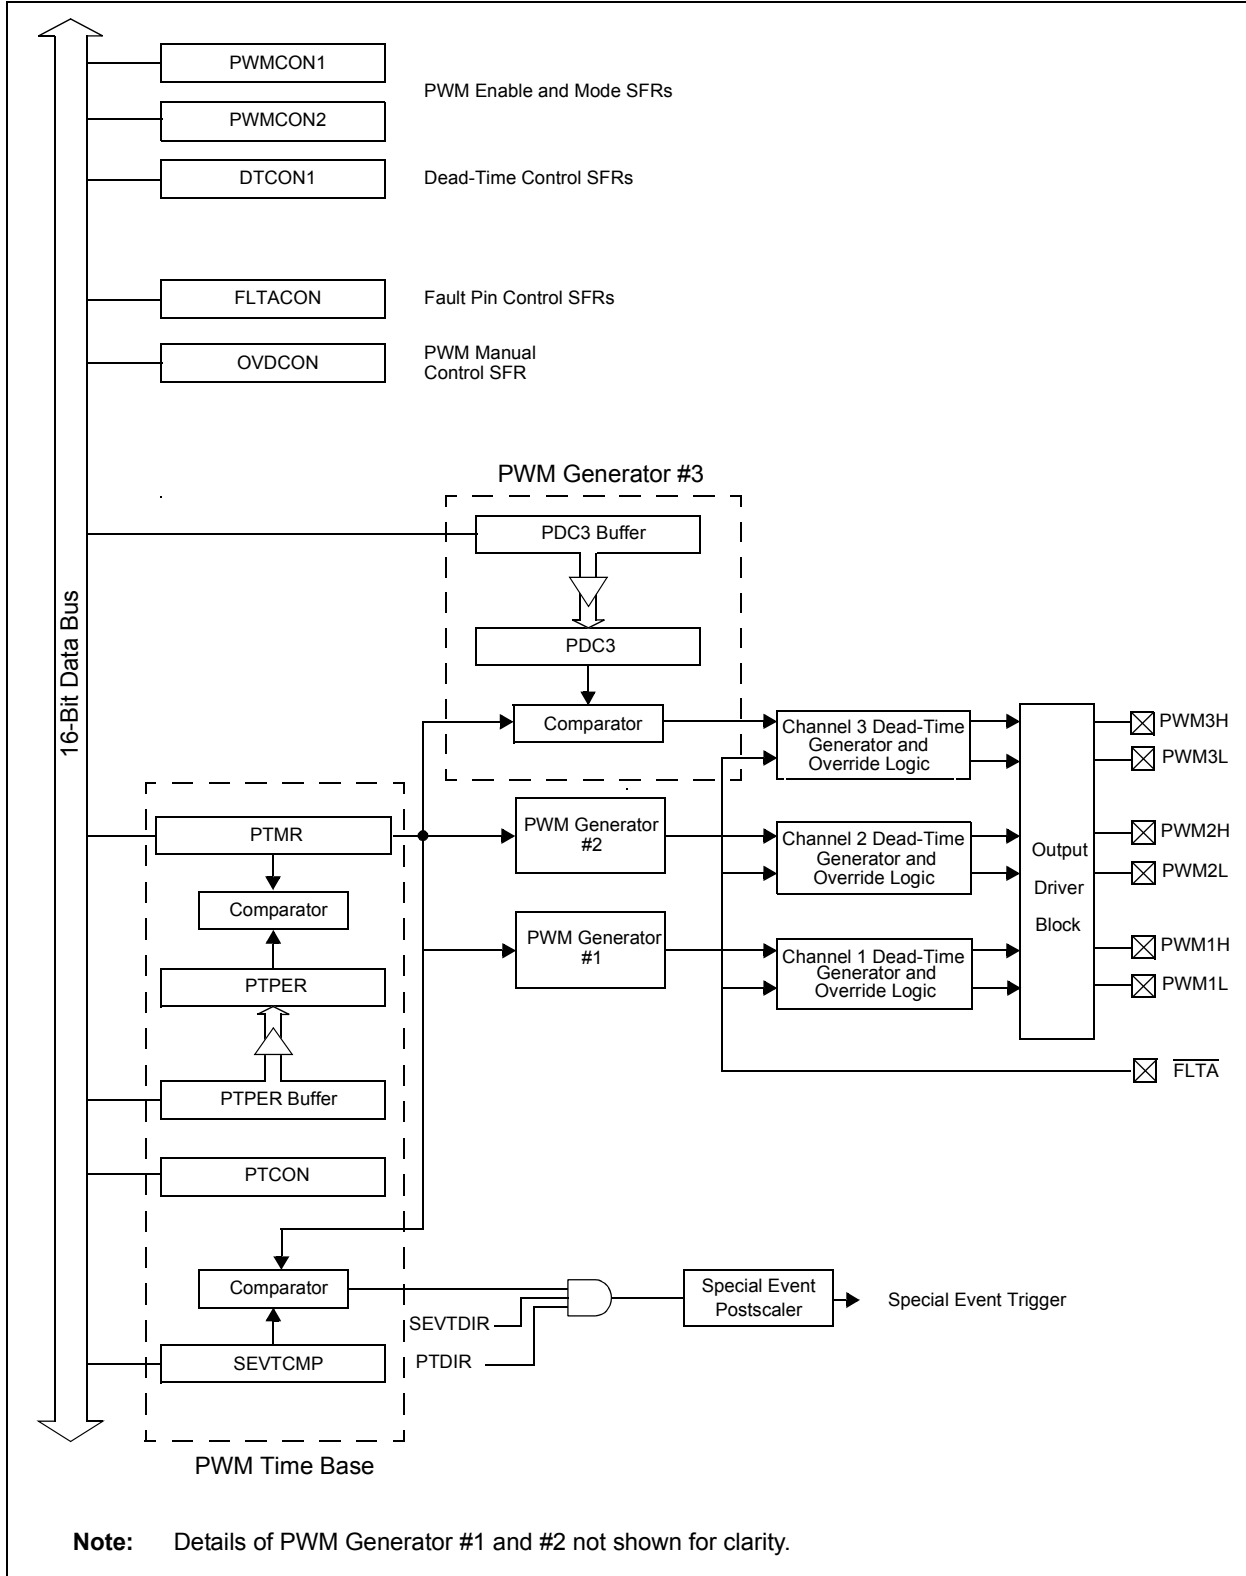 PWMCON1
PWM Enable and Mode SFRs
PWMCON2
DTCON1
Dead-Time Control SFRs
FLTACON
Fault Pin Control SFRs
OVDCON
PWM Manual
Control SFR
16-Bit Data Bus
PWM Generator #3
PDC3 Buffer
PDC3
Comparator
Channel 3 Dead-Time
Generator and
Override Logic
PWM3H
PWM3L
PTMR
Comparator
PTPER
PTPER Buffer
PTCON
Comparator
SEVTCMP
PWM Time Base
PWM Generator
#2
Channel 2 Dead-Time
Generator and
Override Logic
PWM2H
PWM2L
PWM Generator
#1
Channel 1 Dead-Time
Generator and
Override Logic
Output
Driver
Block
PWM1H
PWM1L
FLTA
SEVTDIR
PTDIR
Special Event
Postscaler
Special Event Trigger
Note: Details of PWM Generator #1 and #2 not shown for clarity.